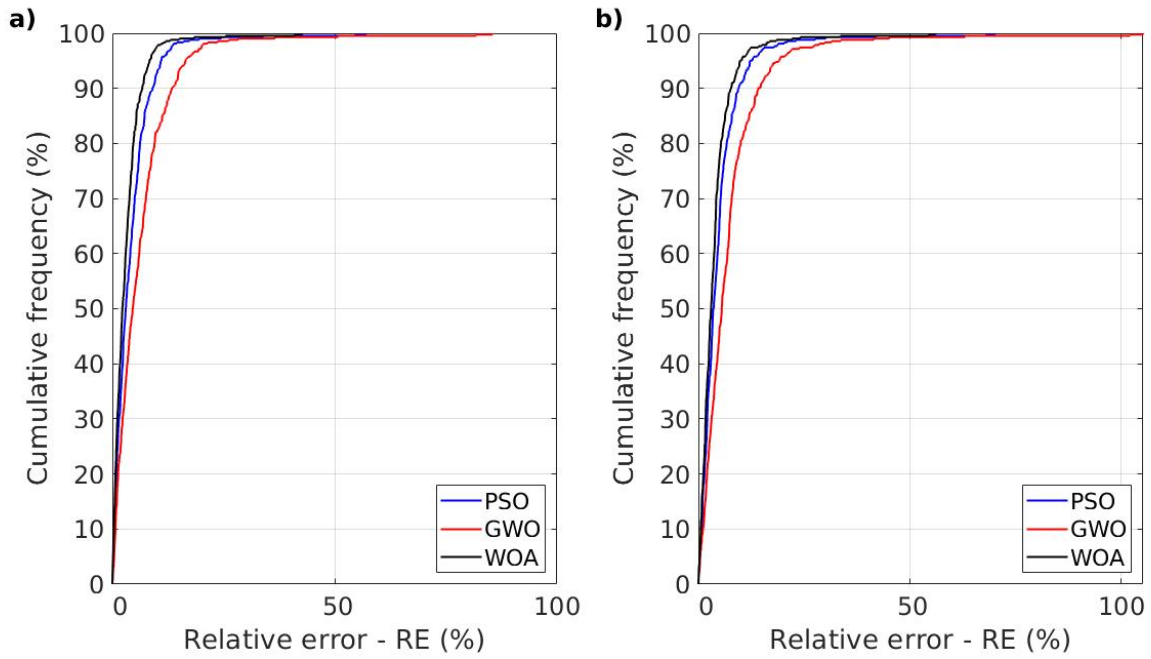 a)
100
90
80
70
60
50
40
30
20
10
0
Cumulative frequency (%)
0 50 100
Relative error - RE (%)
PSO
GWO
WOA
b)
100
90
80
70
60
50
40
30
20
10
0
Cumulative frequency (%)
0 50 100
Relative error - RE (%)
PSO
GWO
WOA